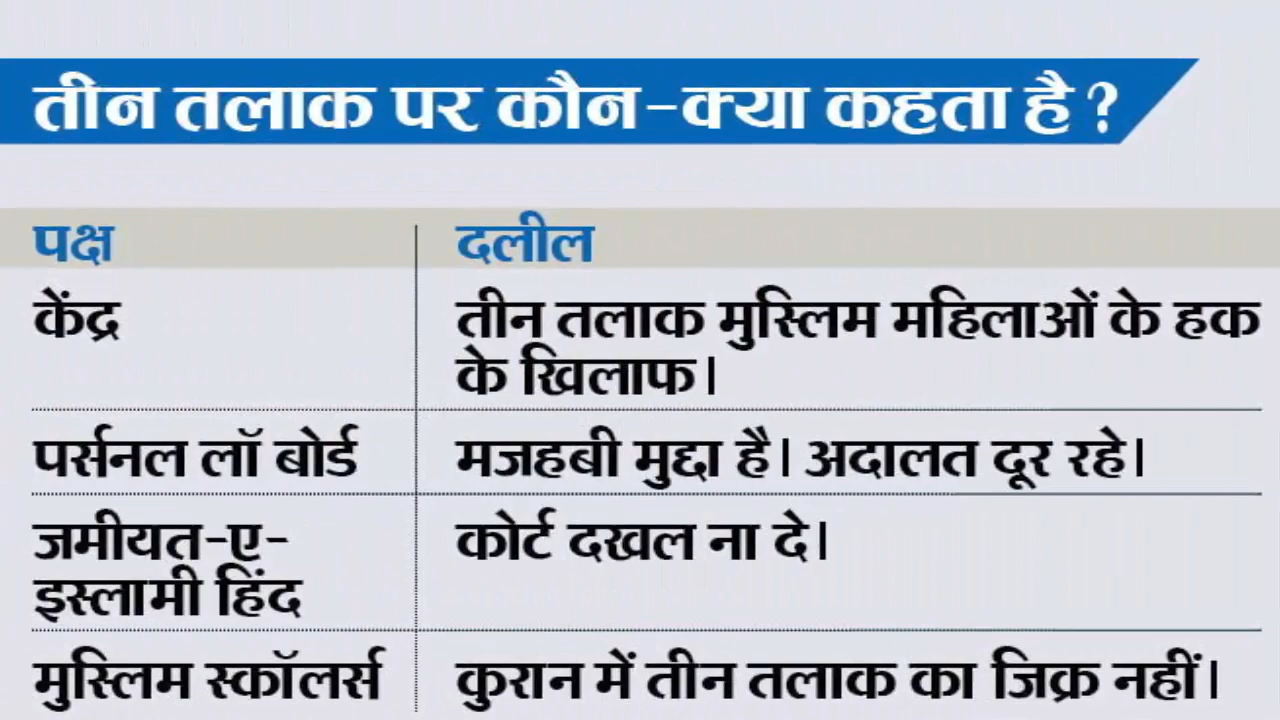 तीन तलाक पर कौन-क्या कहता है?
पक्ष दलील
केंद्र तीन तलाक मुस्लिम महिलाओं के हक
के खिलाफ।
पर्सनल लॉ बोर्ड मजहबी मुद्दा है। अदालत दूर रहे।
जमीयत-ए- कोर्ट दखल ना दे।
इस्लामी हिंद
मुस्लिम स्कॉलर्स कुरान में तीन तलाक का जिक्र नहीं।